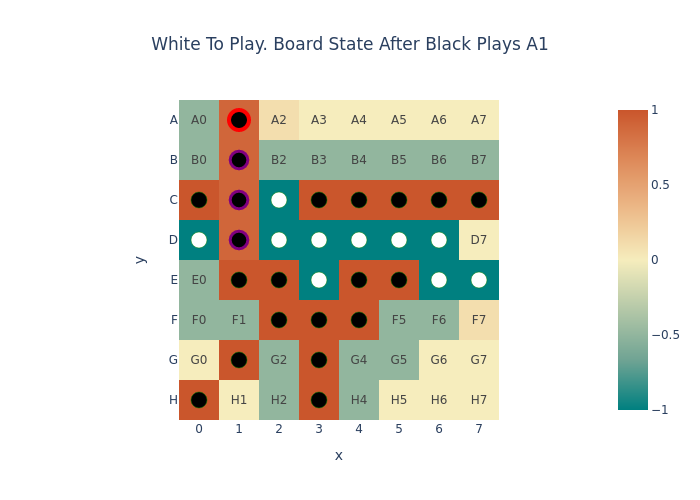 White To Play. Board State After Black Plays A1
A A0 A2 A3 A4 A5 A6 A7
B B0 B2 B3 B4 B5 B6 B7
C
D D7
E E0
F F0 F1 F5 F6 F7
G G0 G2 G4 G5 G6 G7
H H1 H2 H4 H5 H6 H7
0 1 2 3 4 5 6 7
x
y
1
0.5
0
−0.5
−1